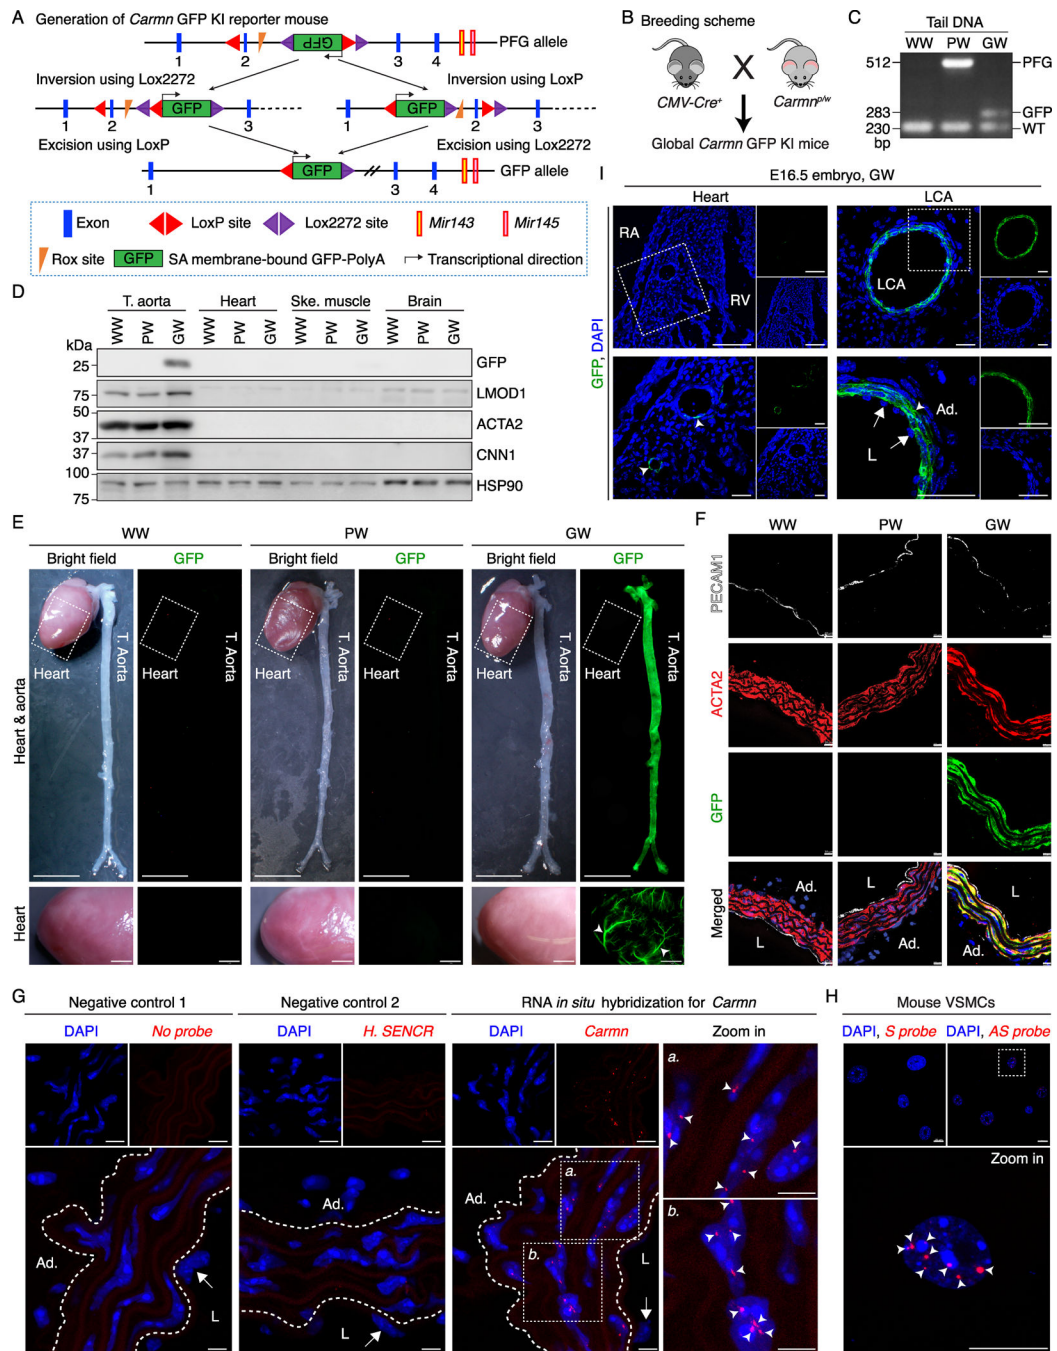 A Generation of Carmn GFP KI reporter mouse
GFP
PFG allele
1 2 3 4
Inversion using Lox2272
Inversion using LoxP
GFP
GFP
1 2 3
1 2 3
Excision using LoxP
Excision using Lox2272
GFP
GFP allele
1 3 4
Exon
LoxP site
Lox2272 site
Mir143
Mir145
Rox site
GFP
SA membrane-bound GFP-PolyA
Transcriptional direction
B Breeding scheme
X
CMV-Cre+
Carmn p/w
Global Carmn GFP KI mice
C Tail DNA
WW PW GW
512 PFG
283 GFP
230 WT
bp
D
T. aorta Heart Ske. muscle Brain
WW PW GW WW PW GW WW PW GW WW PW GW
kDa
25 GFP
75 LMOD1
50
37 ACTA2
37 CNN1
100
75 HSP90
E
WW PW GW
Bright field GFP Bright field GFP Bright field GFP
Heart & aorta
Heart T. Aorta T. Aorta Heart T. Aorta T. Aorta Heart T. Aorta T. Aorta
Heart
I E16.5 embryo, GW
Heart LCA
GFP, DAPI
RA
RV
LCA
Ad.
L
F
WW PW GW
PECAM1
ACTA2
GFP
Merged
Ad. L L
L Ad. Ad.
G
Negative control 1 Negative control 2 RNA in situ hybridization for Carmn
DAPI No probe DAPI H. SENCR DAPI Carmn Zoom in
a.
b.
Ad. L
Ad. L
Ad. a. b. L
H Mouse VSMCs
DAPI, S probe DAPI, AS probe
Zoom in